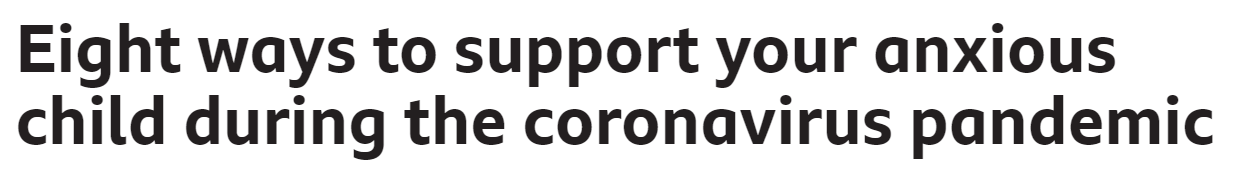 Eight ways to support your anxious
child during the coronavirus pandemic